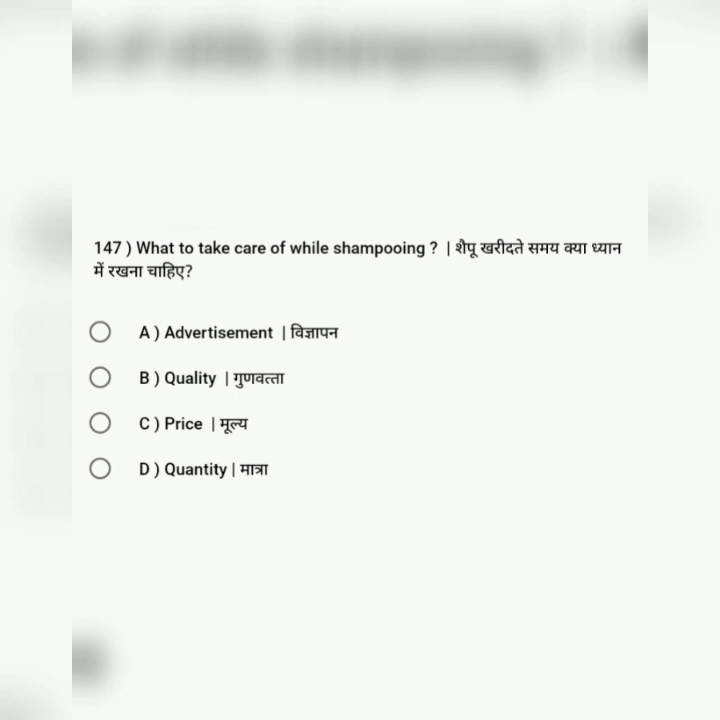 147 ) What to take care of while shampooing ? | शैपू खरीदते समय क्या ध्यान
में रखना चाहिए?
A ) Advertisement | विज्ञापन
B ) Quality | गुणवत्ता
C ) Price | मूल्य
D ) Quantity | मात्रा